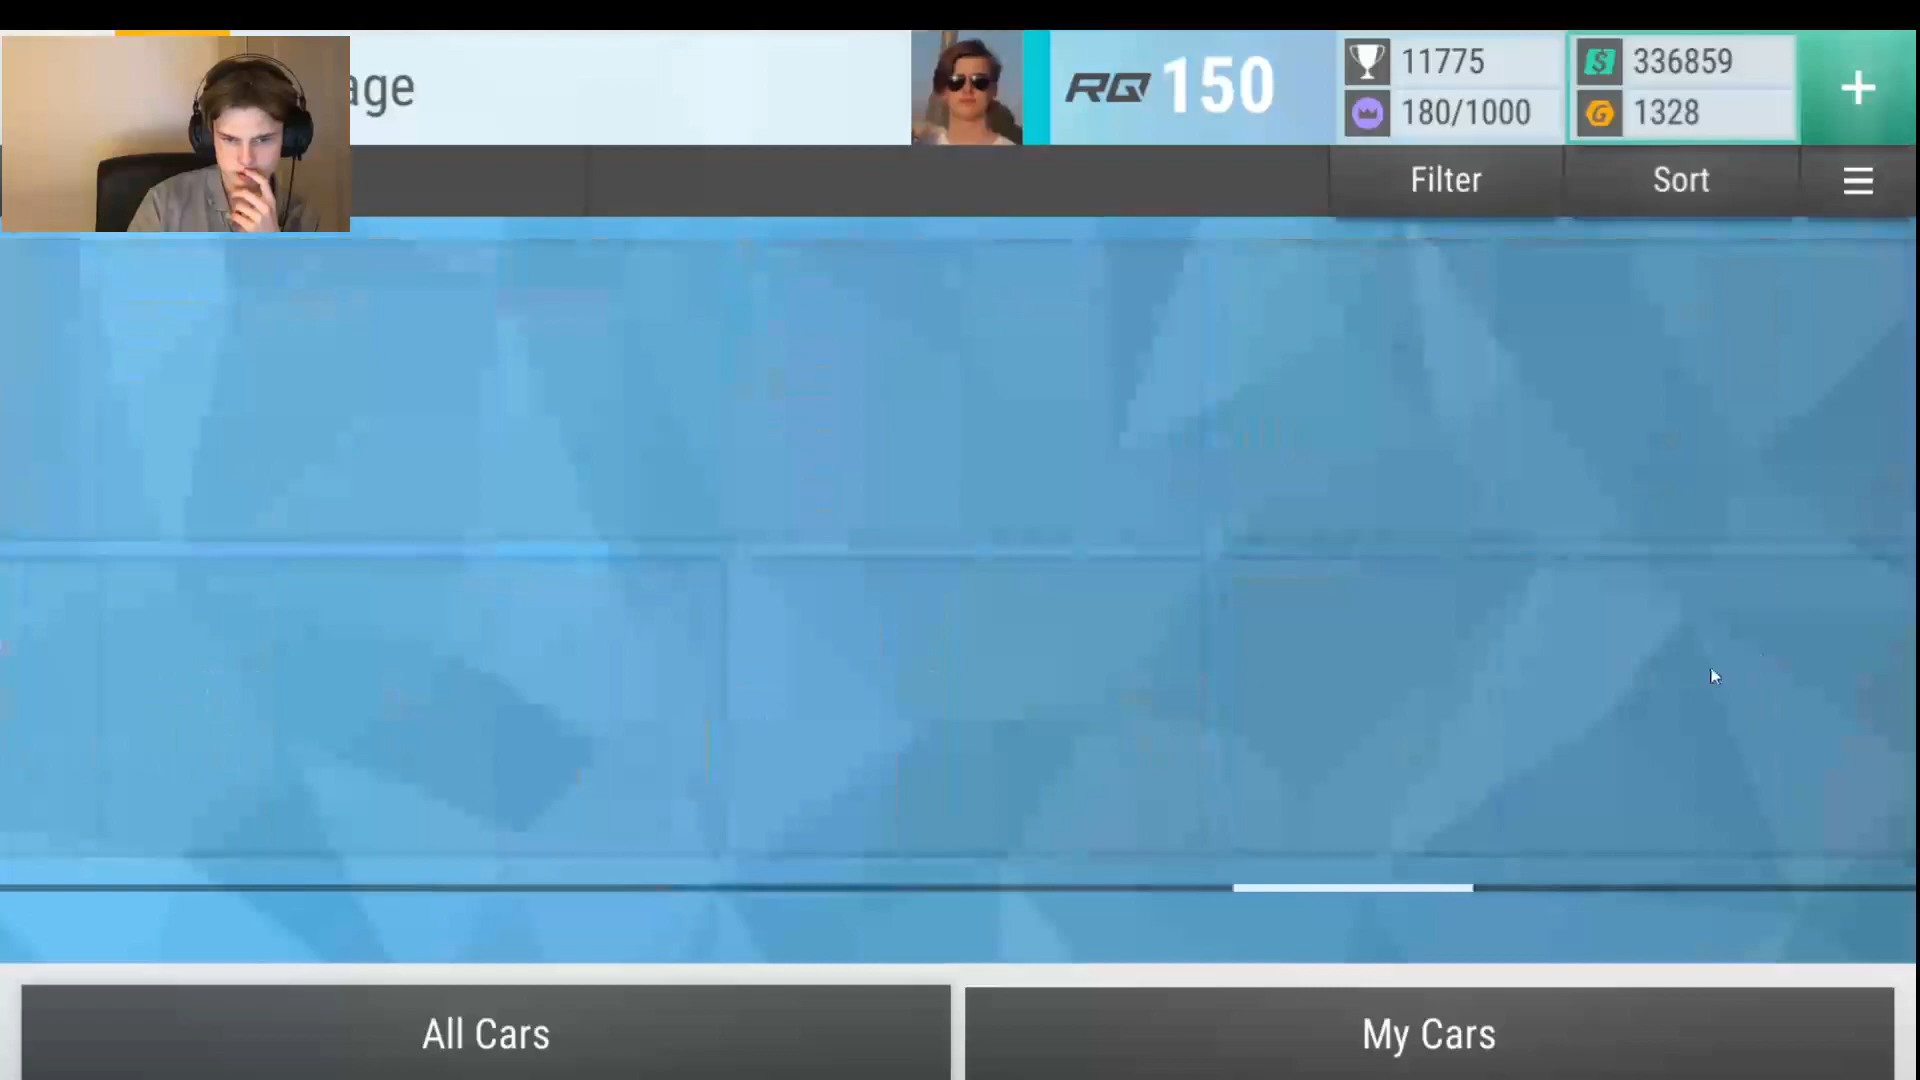 age
RQ 150
11775
180/1000
336859
1328
+
Filter
Sort
All Cars
My Cars